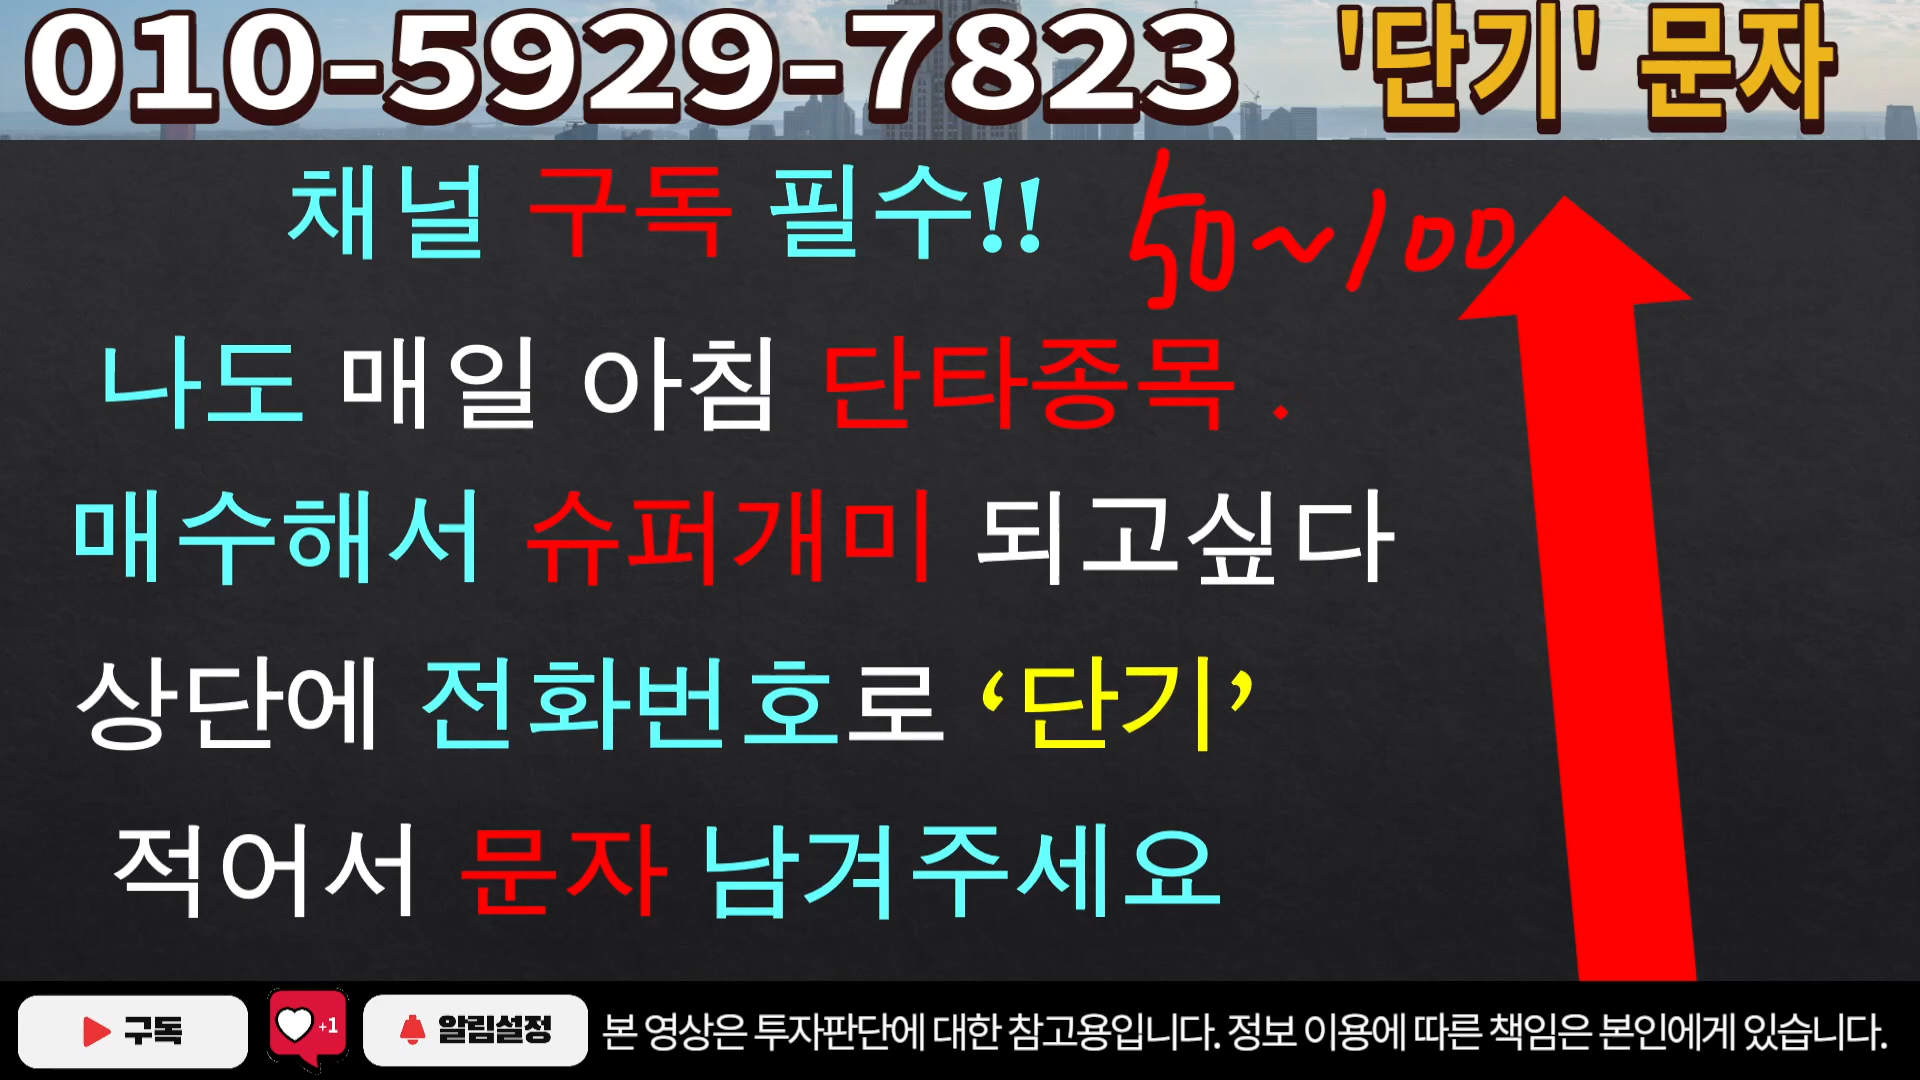 010-5929-7823 '단기' 문자
채널 구독 필수!! 50~100
나도 매일 아침 단타종목 .
매수해서 슈퍼개미 되고싶다
상단에 전화번호로 ‘단기’
적어서 문자 남겨주세요
구독 +1 알림설정 본 영상은 투자판단에 대한 참고용입니다. 정보 이용에 따른 책임은 본인에게 있습니다.